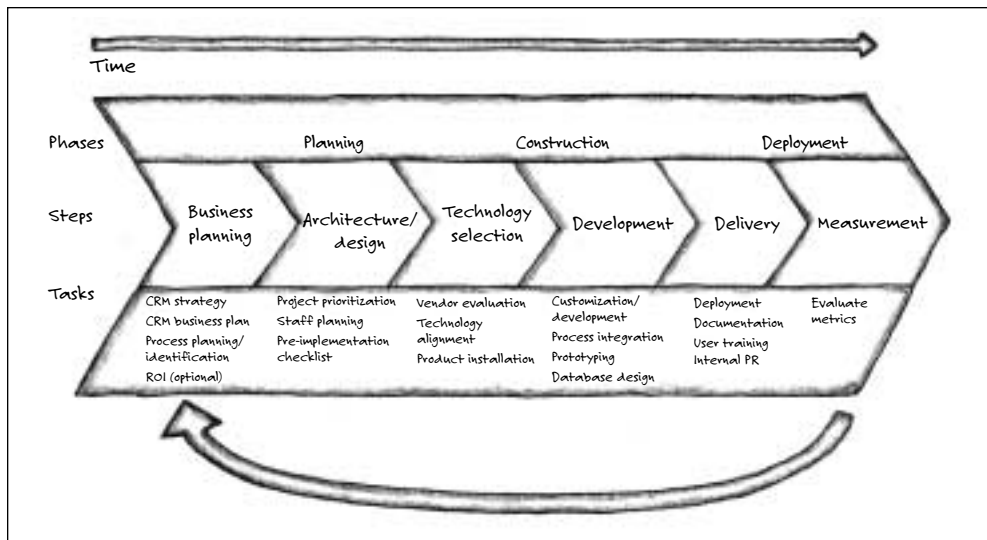 Time
Phases
Planning
Construction
Deployment
Steps
Business
planning
Architecture/
design
Technology
selection
Development
Delivery
Measurement
Tasks
CRM strategy
CRM business plan
Process planning/
identification
ROI (optional)
Project prioritization
Staff planning
Pre-implementation
checklist
Vendor evaluation
Technology
alignment
Product installation
Customization/
development
Process integration
Prototyping
Database design
Deployment
Documentation
User training
Internal PR
Evaluate
metrics